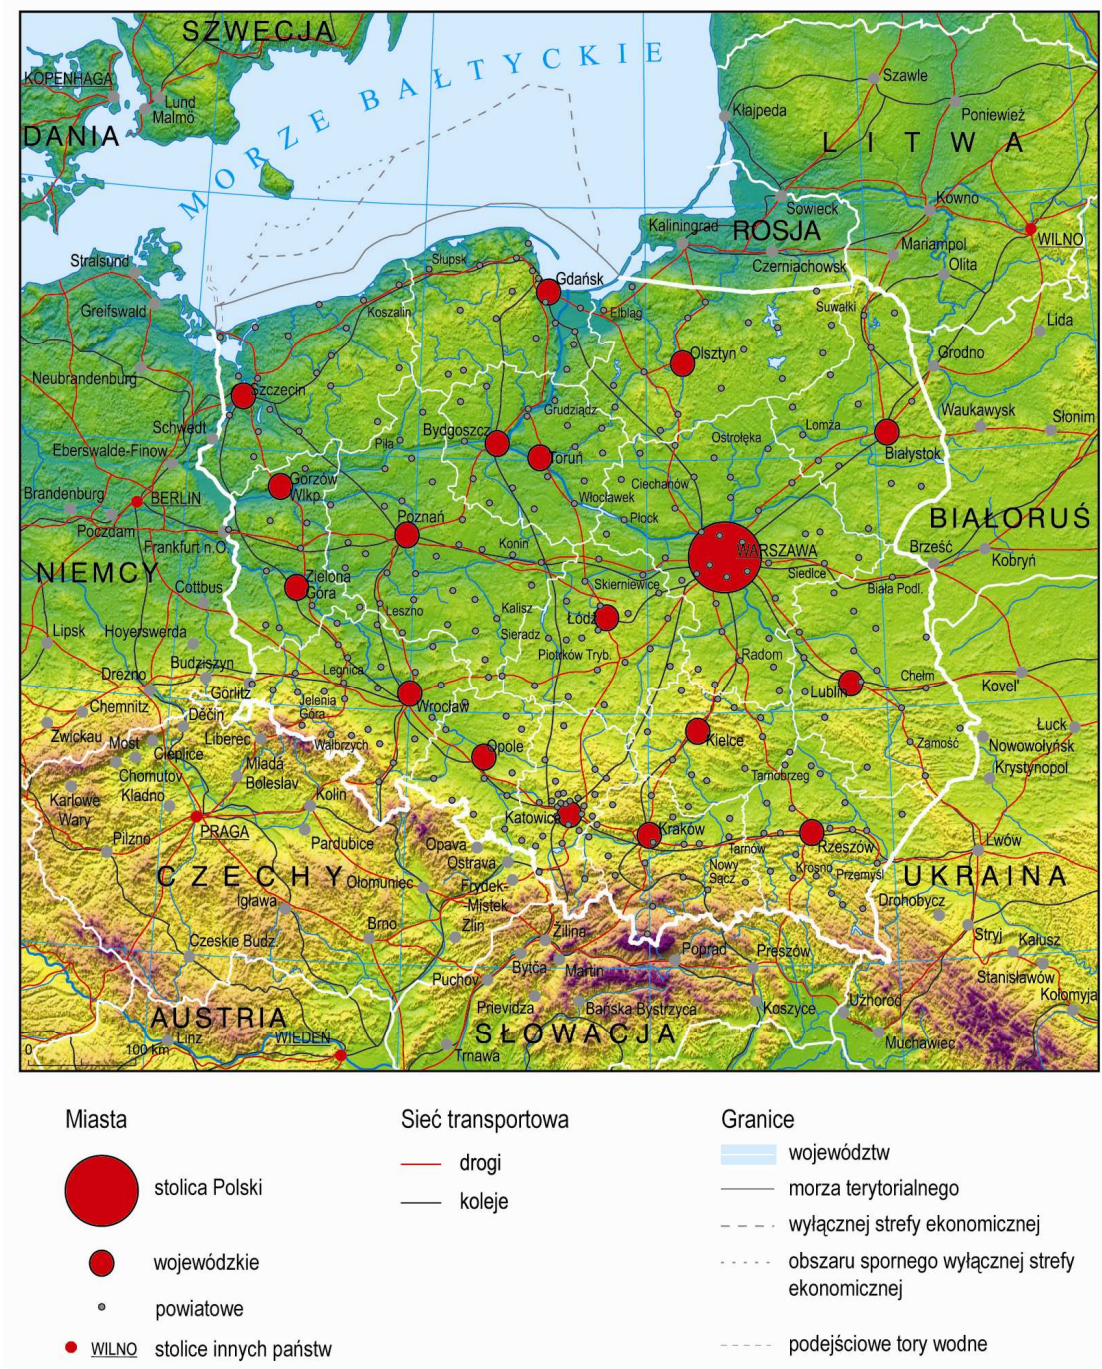 SZWECJA
KOPENHAGA
Lund
Malmö
DANIA
MORZE BAŁTYCKIE
Szawle
Poniewież
Kłajpeda
LITWA
Sowieck
Kowno
Kaliningrad
ROSJA
WILNO
Mariampol
Czerniachowsk
Olita
Stralsund
Słupsk
Gdańsk
Greifswald
Koszalin
Elbląg
Suwałki
Lida
Olsztyn
Grodno
Neubrandenburg
Szczecin
Grudziądz
Waukawysk
Słonim
Schwedt
Bydgoszcz
Piła
Ostrołęka
Łomża
Białystok
Eberswalde-Finow
Toruń
Gorzów
Wlkp.
Ciechanów
Brandenburg
BERLIN
Włocławek
Płock
Poczdam
Poznań
BIAŁORUŚ
Frankfurt n.O.
Konin
WARSZAWA
Brześć
Kobryń
NIEMCY
Zielona
Góra
Skierniewice
Siedlce
Biała Podl.
Cottbus
Leszno
Kalisz
Łódź
Lipsk
Hoyerswerda
Sieradz
Piotrków Tryb.
Radom
Budziszyn
Legnica
Drezno
Görlitz
Lublin
Chełm
Kovel'
Chemnitz
Jelenia
Góra
Wrocław
Děčin
Zwickau
Most
Cieplice
Liberec
Wałbrzych
Opole
Kielce
Zamość
Łuck
Nowowołyńsk
Chomutov
Mladá
Boleslav
Tarnobrzeg
Krystynopol
Karlowe
Wary
Kladno
Kolin
Katowice
PRAGA
Pilzno
Pardubice
Kraków
Opava
Tarnów
Rzeszów
Lwów
Ostrava
Nowy
Sącz
Krosno
Przemyśl
CZECHY
Ołomuniec
Frydek-
-Mistek
UKRAINA
Igława
Drohobycz
Brno
Zlin
Žilina
Czeskie Budz.
Stryj
Kałusz
Bytča
Martin
Poprad
Preszów
Puchov
Stanisławów
Prievidza
Bańska Bystrzyca
Koszyce
Użhorod
Kołomyja
AUSTRIA
SŁOWACJA
Linz
WIEDEŃ
Trnawa
Muchawiec
0 100 km
Miasta
stolica Polski
wojewódzkie
powiatowe
WILNO stolice innych państw
Sieć transportowa
drogi
koleje
Granice
województw
morza terytorialnego
wyłącznej strefy ekonomicznej
obszaru spornego wyłącznej strefy
ekonomicznej
podejściowe tory wodne